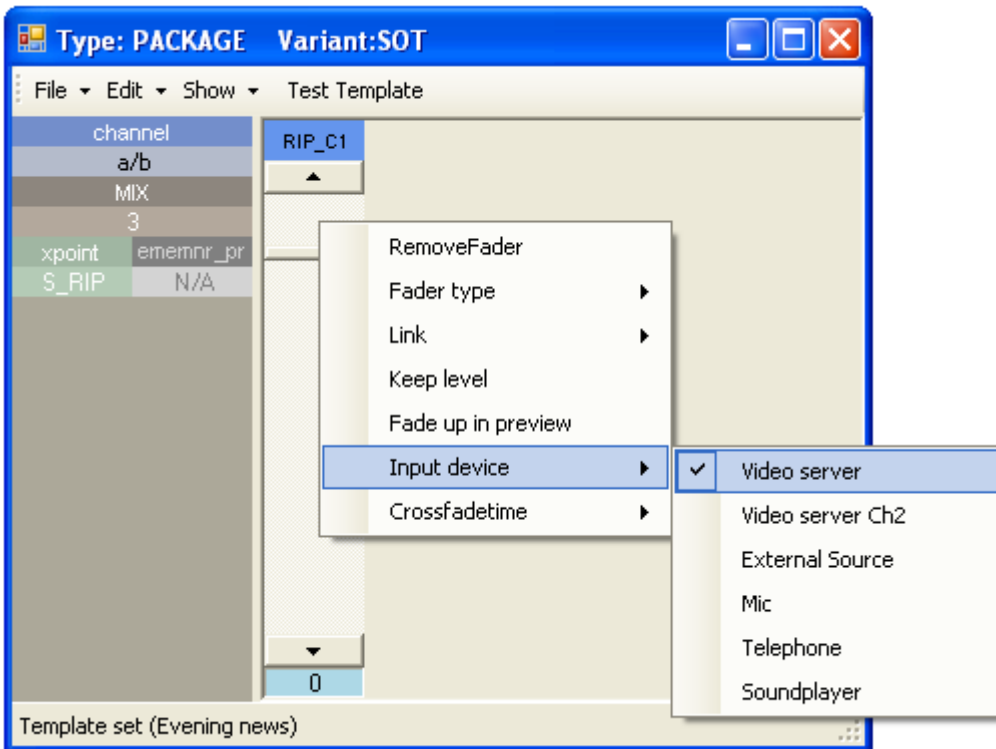 Type: PACKAGE Variant:SOT
File Edit Show Test Template
channel
a/b
MIX
3
xpoint ememnr_pr
S_RIP N/A
RIP_C1
RemoveFader
Fader type
Link
Keep level
Fade up in preview
Input device
Crossfadetime
Video server
Video server Ch2
External Source
Mic
Telephone
Soundplayer
0
Template set (Evening news)